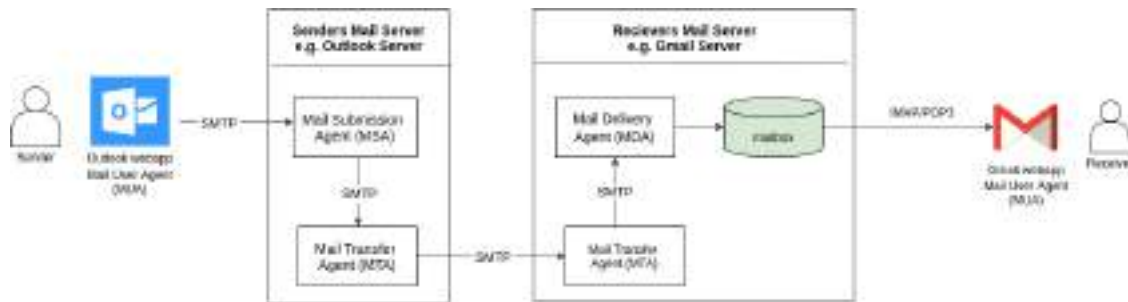 Senders Mail Server
e.g. Outlook Server
Recievers Mail Server
e.g. Gmail Server
Sender
Outlook webapp
Mail User Agent
(MUA)
SMTP
Mail Submission
Agent (MSA)
SMTP
Mail Transfer
Agent (MTA)
SMTP
Mail Transfer
Agent (MTA)
SMTP
Mail Delivery
Agent (MDA)
mailbox
IMAP/POP3
Gmail webapp
Mail User Agent
(MUA)
Receiver